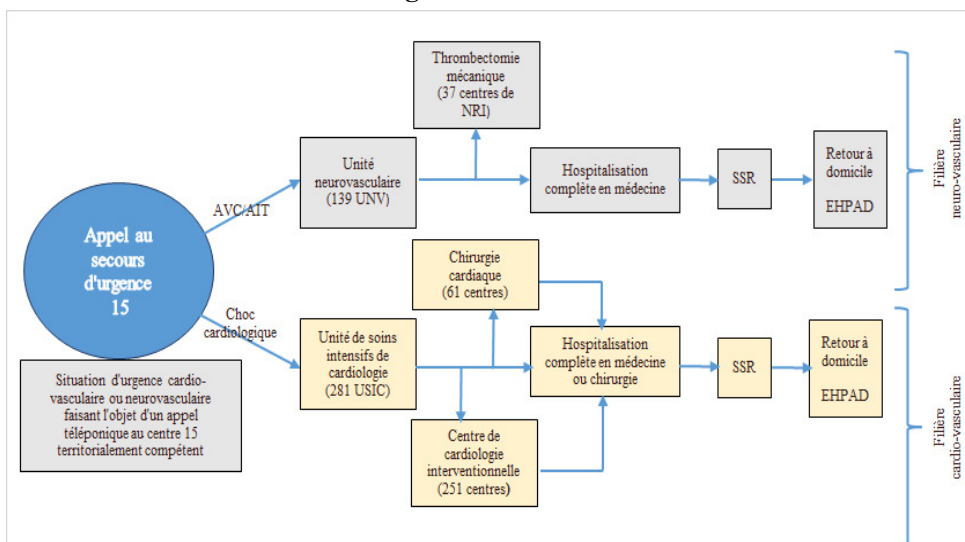 Thrombectomie
mécanique
(37 centres de
NRI)
Unité
neurovasculaire
(139 UNV)
Hospitalisation
complète en médecine
SSR
Retour à
domicile
EHPAD
Filière
neuro-vasculaire
AVC/AIT
Appel au
secours
d'urgence
15
Choc
cardiologique
Situation d'urgence cardio-
vasculaire ou neurovasculaire
faisant l'objet d'un appel
téléponique au centre 15
territorialement compétent
Chirurgie
cardiaque
(61 centres)
Unité de soins
intensifs de
cardiologie
(281 USIC)
Centre de
cardiologie
interventionnelle
(251 centres)
Hospitalisation
complète en médecine
ou chirurgie
SSR
Retour à
domicile
EHPAD
Filière
cardio-vasculaire